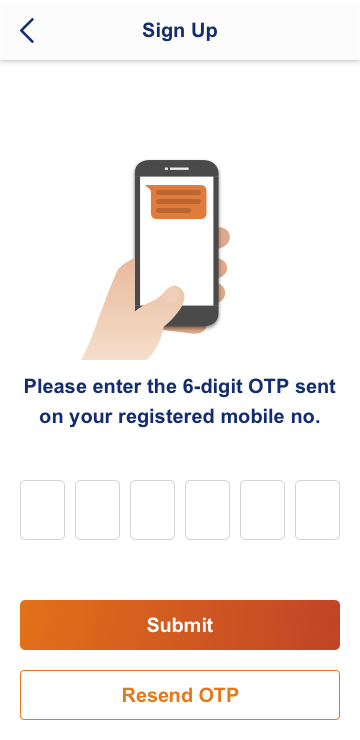 Sign Up
Please enter the 6-digit OTP sent
on your registered mobile no.
Submit
Resend OTP